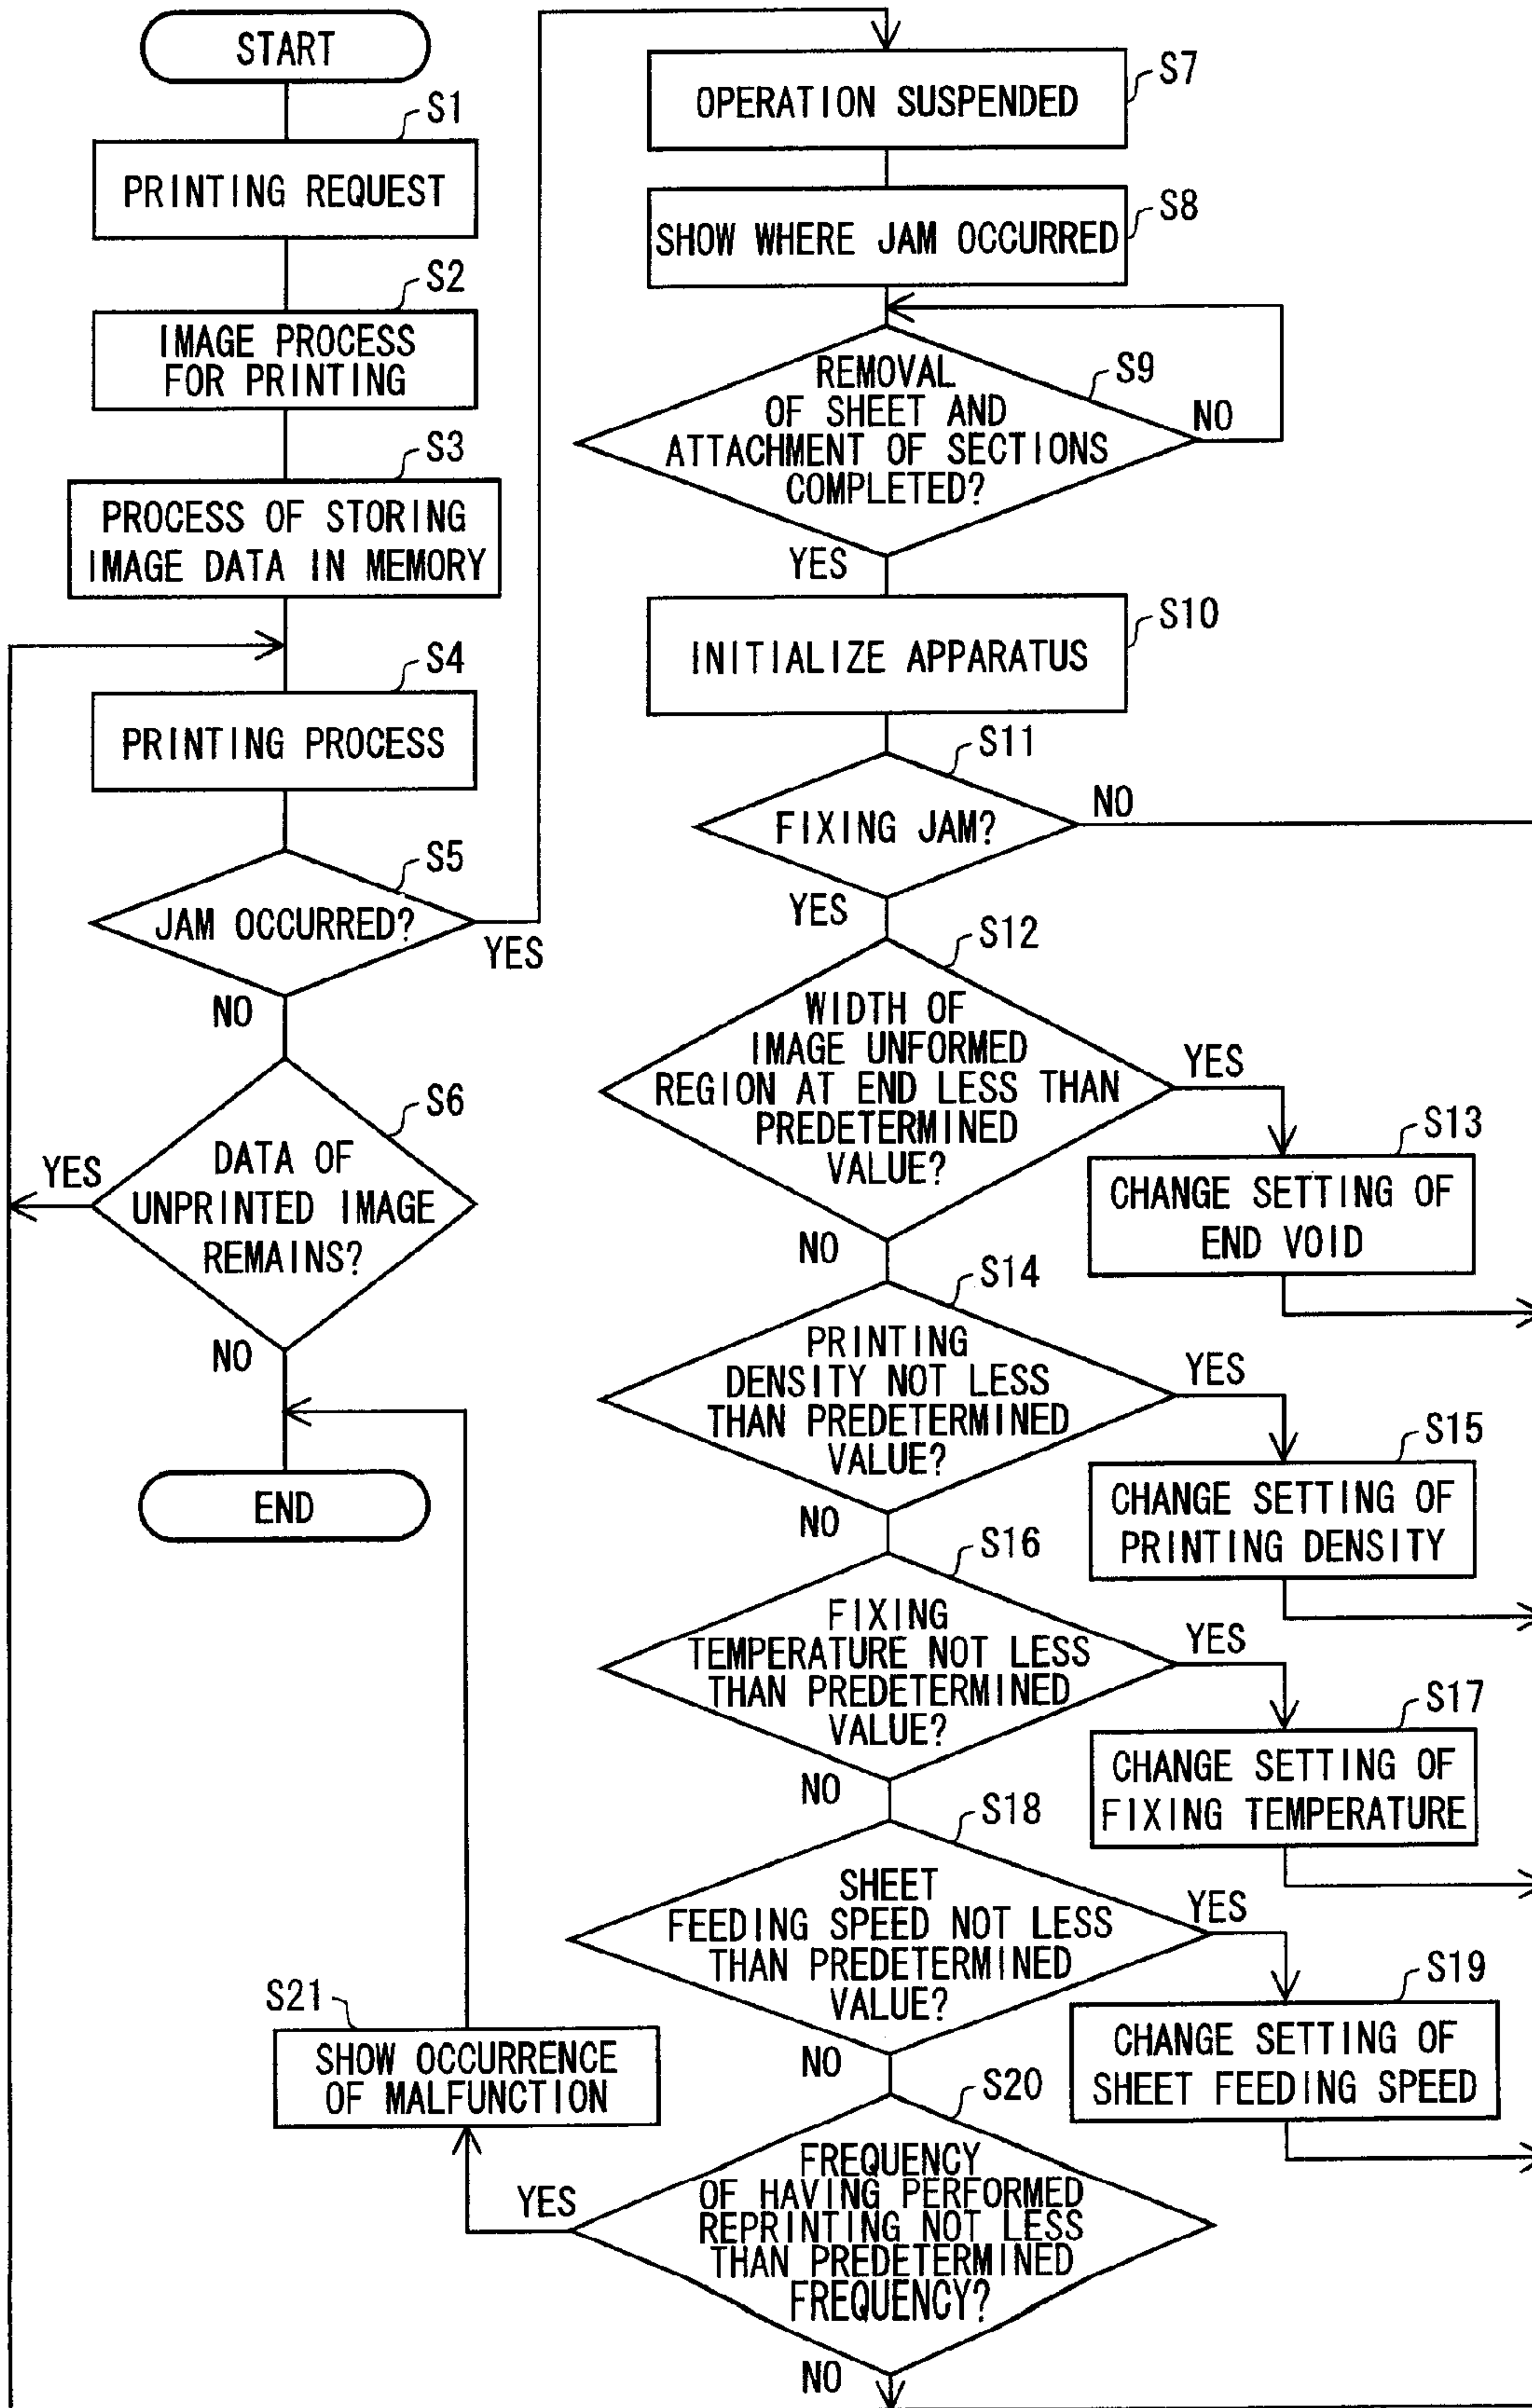 START
S1
PRINTING REQUEST
S2
IMAGE PROCESS
FOR PRINTING
S3
PROCESS OF STORING
IMAGE DATA IN MEMORY
S4
PRINTING PROCESS
S5
JAM OCCURRED?
YES
NO
S6
DATA OF
UNPRINTED IMAGE
REMAINS?
YES
NO
END
S7
OPERATION SUSPENDED
S8
SHOW WHERE JAM OCCURRED
S9
REMOVAL
OF SHEET AND
ATTACHMENT OF SECTIONS
COMPLETED?
NO
YES
S10
INITIALIZE APPARATUS
S11
FIXING JAM?
NO
YES
S12
WIDTH OF
IMAGE UNFORMED
REGION AT END LESS THAN
PREDETERMINED
VALUE?
YES
NO
S13
CHANGE SETTING OF
END VOID
S14
PRINTING
DENSITY NOT LESS
THAN PREDETERMINED
VALUE?
YES
NO
S15
CHANGE SETTING OF
PRINTING DENSITY
S16
FIXING
TEMPERATURE NOT LESS
THAN PREDETERMINED
VALUE?
YES
NO
S17
CHANGE SETTING OF
FIXING TEMPERATURE
S18
SHEET
FEEDING SPEED NOT LESS
THAN PREDETERMINED
VALUE?
YES
NO
S19
CHANGE SETTING OF
SHEET FEEDING SPEED
S20
FREQUENCY
OF HAVING PERFORMED
REPRINTING NOT LESS
THAN PREDETERMINED
FREQUENCY?
YES
NO
S21
SHOW OCCURRENCE
OF MALFUNCTION